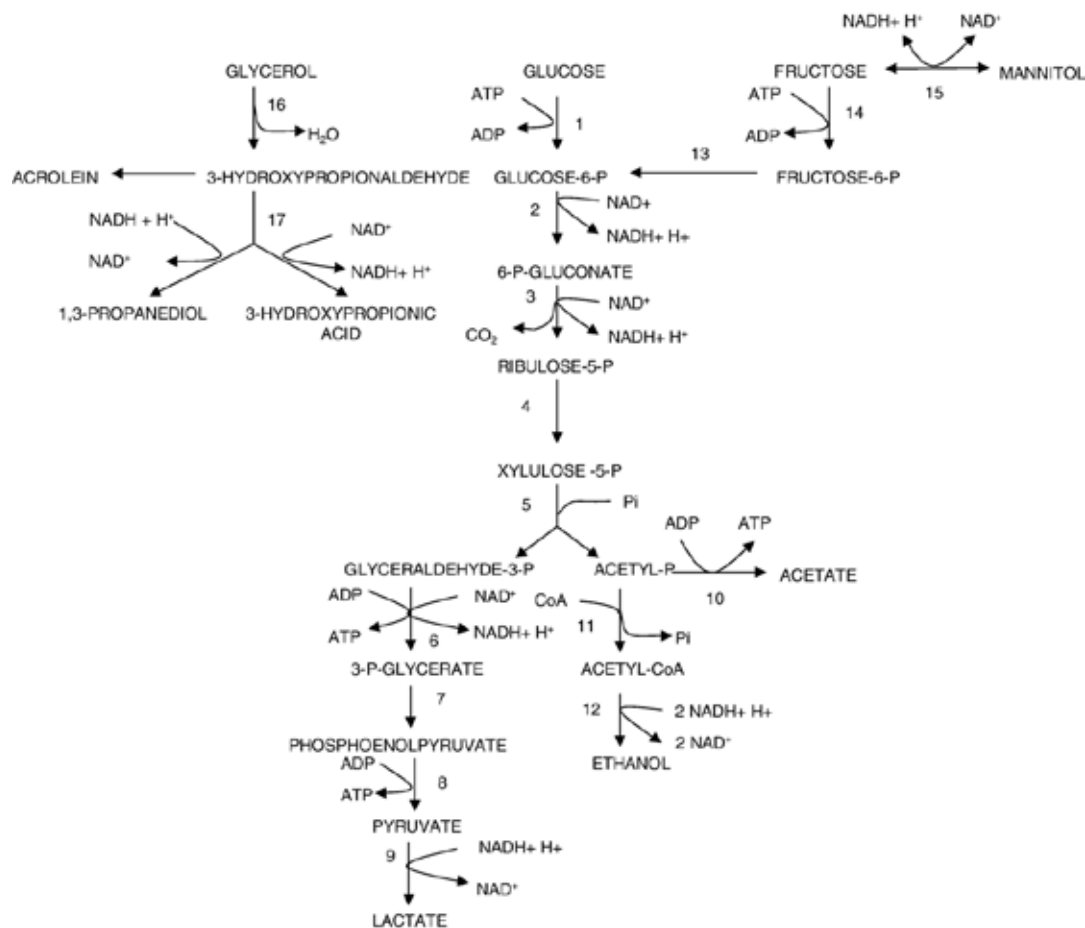 NADH+ H⁺ NAD⁺
GLYCEROL GLUCOSE FRUCTOSE MANNITOL
16 ATP 1 ATP 14 15
H₂O ADP ADP
13
ACROLEIN 3-HYDROXYPROPIONALDEHYDE GLUCOSE-6-P FRUCTOSE-6-P
NADH + H⁺ 17 NAD⁺ 2 NAD+
NAD⁺ NADH+ H⁺ NADH+ H+
6-P-GLUCONATE
1,3-PROPANEDIOL 3-HYDROXYPROPIONIC
ACID
3 NAD⁺
CO₂ NADH+ H⁺
RIBULOSE-5-P
4
XYLULOSE -5-P
5 Pi
ADP ATP
GLYCERALDEHYDE-3-P ACETYL-P ACETATE
10
ADP NAD⁺ CoA
ATP 6 NADH+ H⁺ 11 Pi
3-P-GLYCERATE ACETYL-CoA
7 12 2 NADH+ H+
2 NAD⁺
PHOSPHOENOLPYRUVATE ETHANOL
ADP
ATP 8
PYRUVATE
9 NADH+ H+
NAD⁺
LACTATE